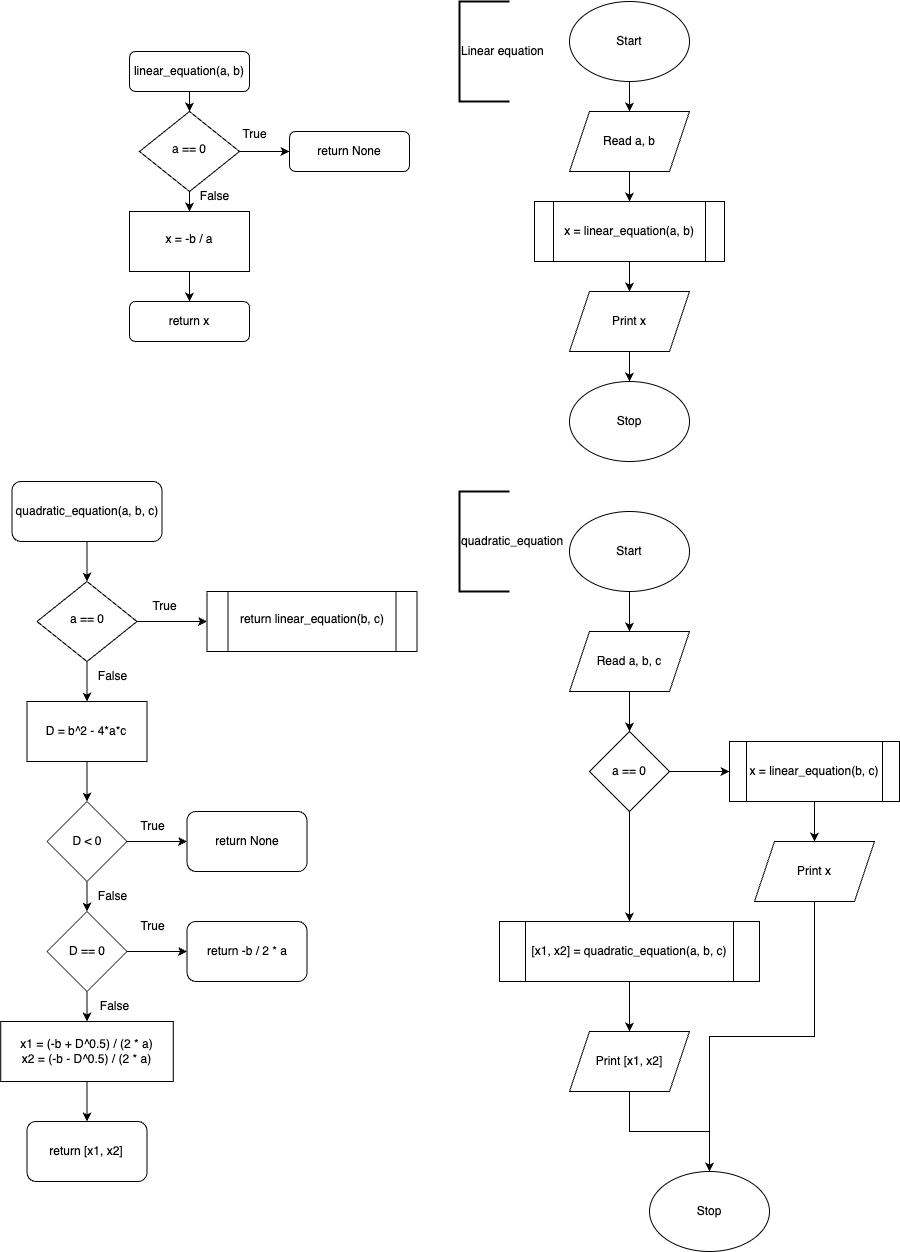 linear_equation(a, b)
a == 0
True
return None
False
x = -b / a
return x
Linear equation
Start
Read a, b
x = linear_equation(a, b)
Print x
Stop
quadratic_equation(a, b, c)
a == 0
True
return linear_equation(b, c)
False
D = b^2 - 4*a*c
D < 0
True
return None
False
D == 0
True
return -b / 2 * a
False
x1 = (-b + D^0.5) / (2 * a)
x2 = (-b - D^0.5) / (2 * a)
return [x1, x2]
quadratic_equation
Start
Read a, b, c
a == 0
x = linear_equation(b, c)
Print x
[x1, x2] = quadratic_equation(a, b, c)
Print [x1, x2]
Stop